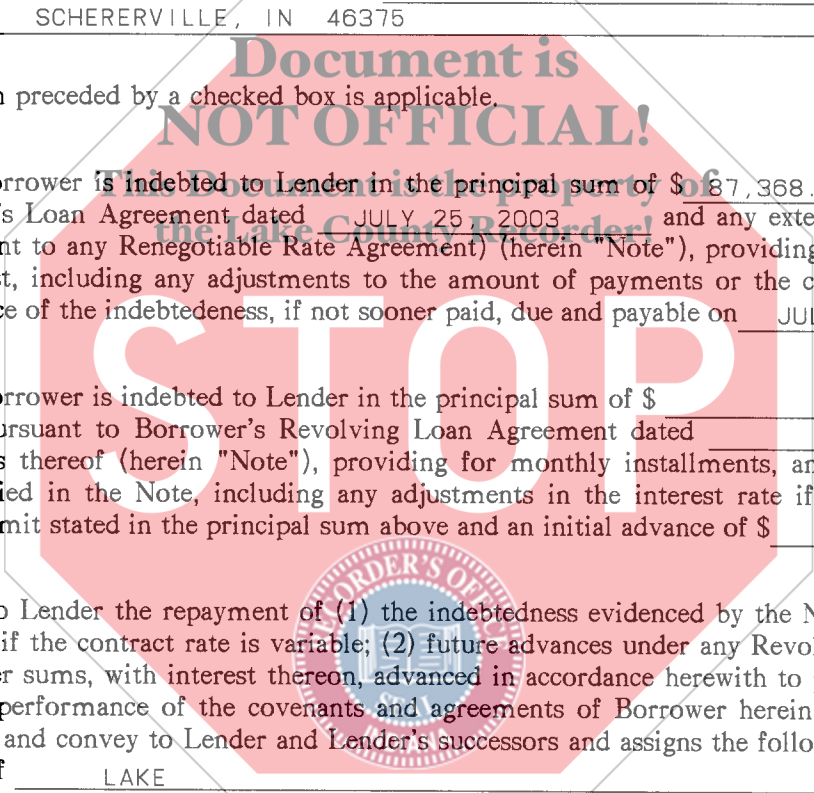 SCHERERVILLE, IN 46375
Document is
preceded by a checked box is applicable.
NOT OFFICIAL!
rrower is indebted to Lender in the principal sum of $ 87,368.
This Document is the property of
's Loan Agreement dated JULY 25, 2003 and any exte
the Lake County Recorder!
nt to any Renegotiable Rate Agreement) (herein "Note"), providing
t, including any adjustments to the amount of payments or the c
ce of the indebtedeness, if not sooner paid, due and payable on JUL
STOP
rrower is indebted to Lender in the principal sum of $
ursuant to Borrower's Revolving Loan Agreement dated
s thereof (herein "Note"), providing for monthly installments, an
ied in the Note, including any adjustments in the interest rate if
mit stated in the principal sum above and an initial advance of $
RECORDER'S OFFICE
o Lender the repayment of (1) the indebtedness evidenced by the N
if the contract rate is variable; (2) future advances under any Revol
er sums, with interest thereon, advanced in accordance herewith to
performance of the covenants and agreements of Borrower herein
SEAL
and convey to Lender and Lender's successors and assigns the follo
INDIANA
f LAKE